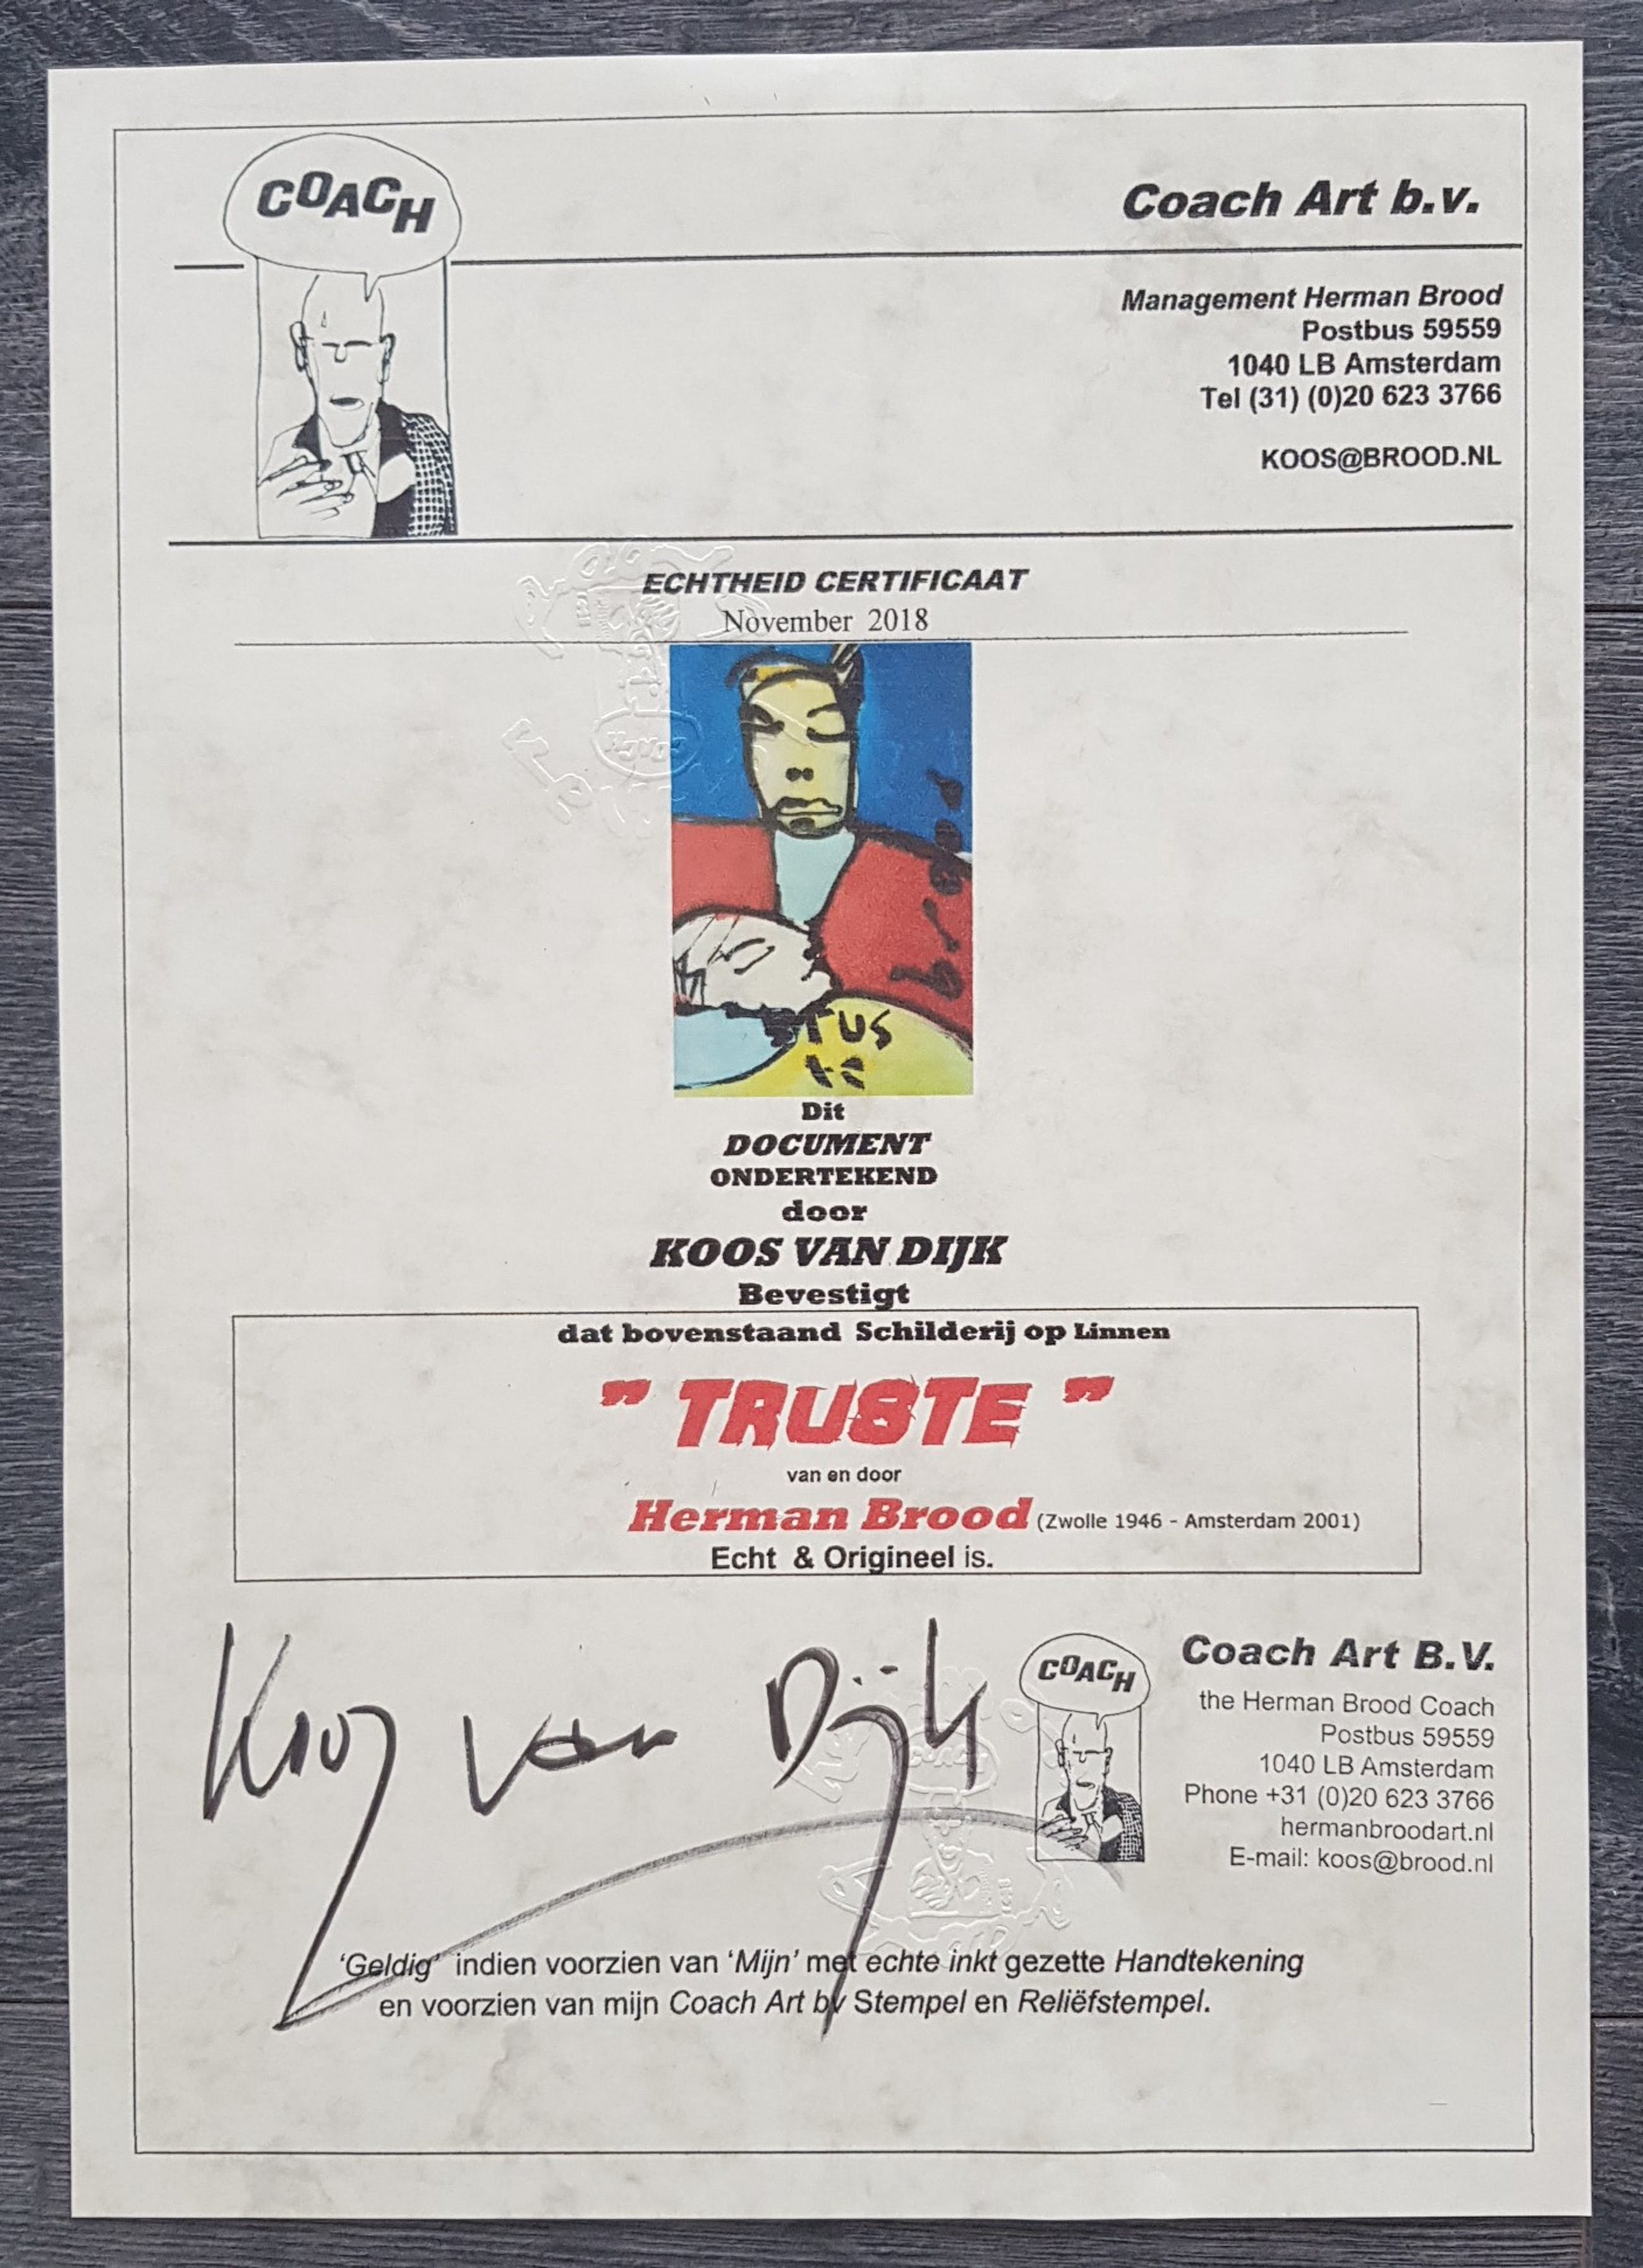 COACH
Coach Art b.v.
Management Herman Brood
Postbus 59559
1040 LB Amsterdam
Tel (31) (0)20 623 3766
KOOS@BROOD.NL
ECHTHEID CERTIFICAAT
November 2018
brood
TRUS
te
Dit
DOCUMENT
ONDERTEKEND
door
KOOS VAN DIJK
Bevestigt
dat bovenstaand Schilderij op Linnen
” TRUSTE ”
van en door
Herman Brood (Zwolle 1946 - Amsterdam 2001)
Echt & Origineel is.
Koos van Dijk
COACH
Coach Art B.V.
the Herman Brood Coach
Postbus 59559
1040 LB Amsterdam
Phone +31 (0)20 623 3766
hermanbroodart.nl
E-mail: koos@brood.nl
‘Geldig’ indien voorzien van ‘Mijn’ met echte inkt gezette Handtekening
en voorzien van mijn Coach Art bv Stempel en Reliëfstempel.